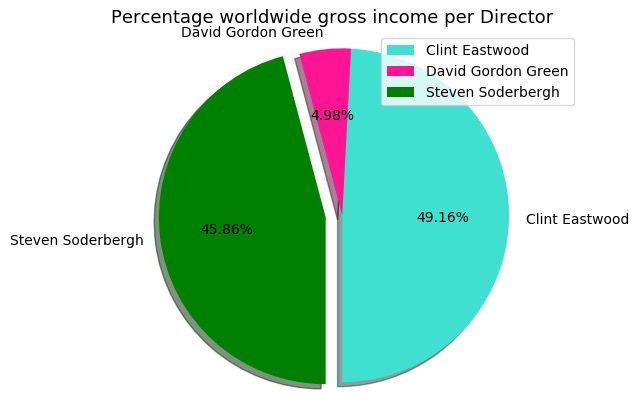 Percentage worldwide gross income per Director
David Gordon Green
Clint Eastwood
David Gordon Green
Steven Soderbergh
4.98%
45.86%
49.16%
Steven Soderbergh
Clint Eastwood